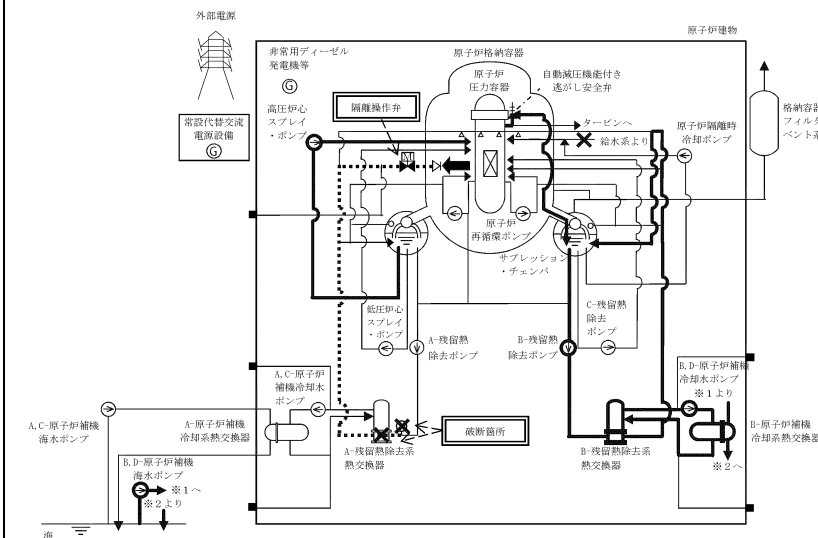 外部電源
原子炉建物
非常用ディーゼル
発電機等
G
原子炉格納容器
原子炉
圧力容器
自動減圧機能付き
逃がし安全弁
隔離操作弁
高圧炉心
スプレイ
・ポンプ
常設代替交流
電源設備
G
タービンへ
給水系より
原子炉隔離時
冷却ポンプ
格納容器
フィルタ
ベント系
原子炉
再循環ポンプ
サプレッション
・チェンバ
低圧炉心
スプレイ
・ポンプ
A-残留熱
除去ポンプ
B-残留熱
除去ポンプ
C-残留熱
除去
ポンプ
A,C-原子炉
補機冷却水
ポンプ
B,D-原子炉補機
冷却水ポンプ
※1より
A,C-原子炉補機
海水ポンプ
A-原子炉補機
冷却系熱交換器
破断箇所
B-原子炉補機
冷却系熱交換器
A-残留熱除去系
熱交換器
B-残留熱除去系
熱交換器
※2へ
B,D-原子炉補機
海水ポンプ
※1へ
※2より
海